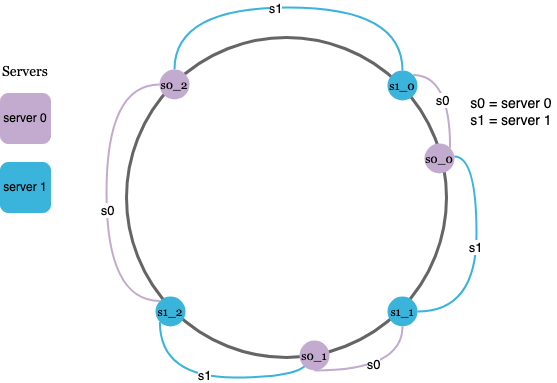 s1
s0_2
s1_0
Servers
s0
s0 = server 0
server 0
s1 = server 1
s0_0
server 1
s0
s1
s1_2
s1_1
s0_1
s0
s1